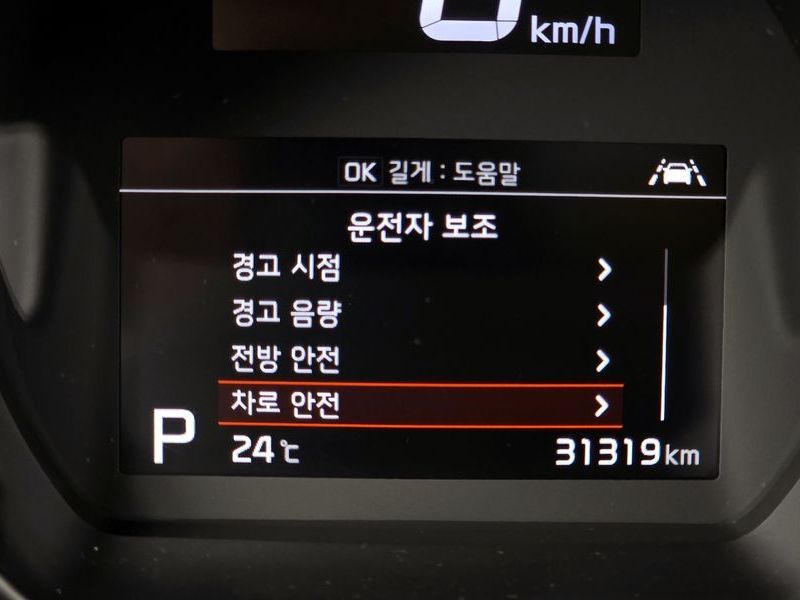 0 km/h
OK 길게 : 도움말
운전자 보조
경고 시점
경고 음량
전방 안전
차로 안전
P 24℃ 31319km